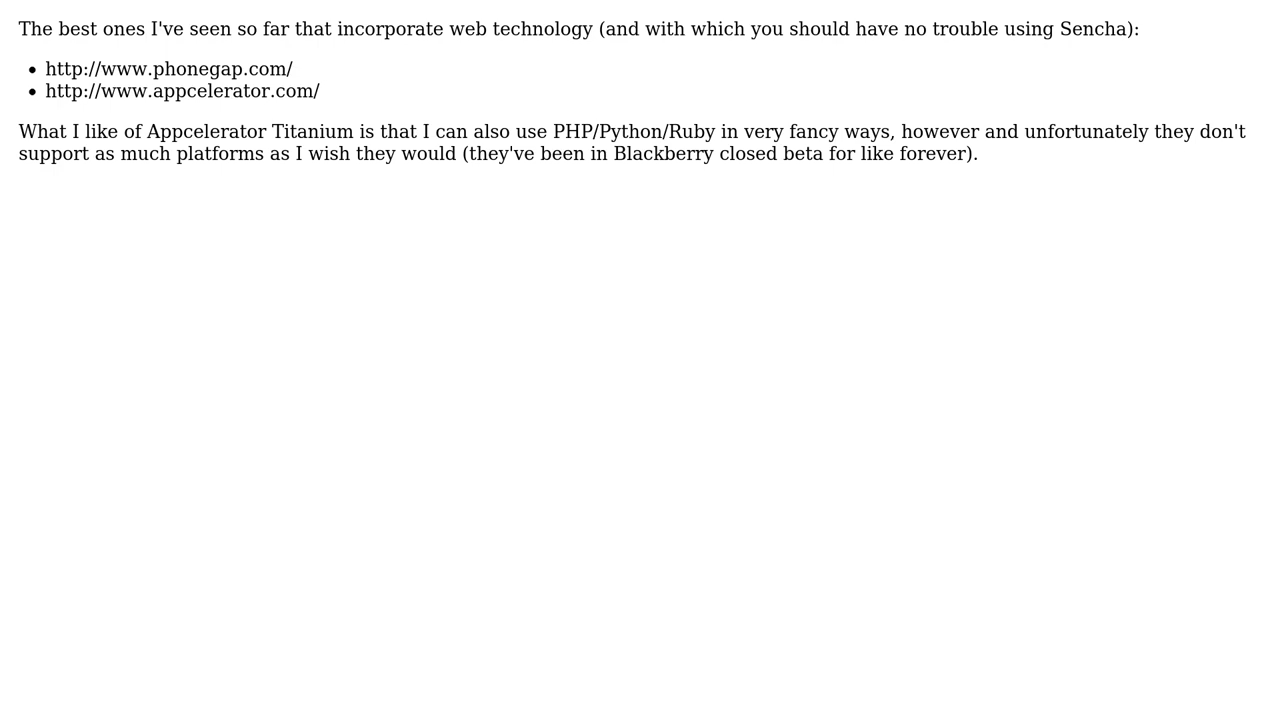 The best ones I've seen so far that incorporate web technology (and with which you should have no trouble using Sencha):
• http://www.phonegap.com/
• http://www.appcelerator.com/
What I like of Appcelerator Titanium is that I can also use PHP/Python/Ruby in very fancy ways, however and unfortunately they don't
support as much platforms as I wish they would (they've been in Blackberry closed beta for like forever).